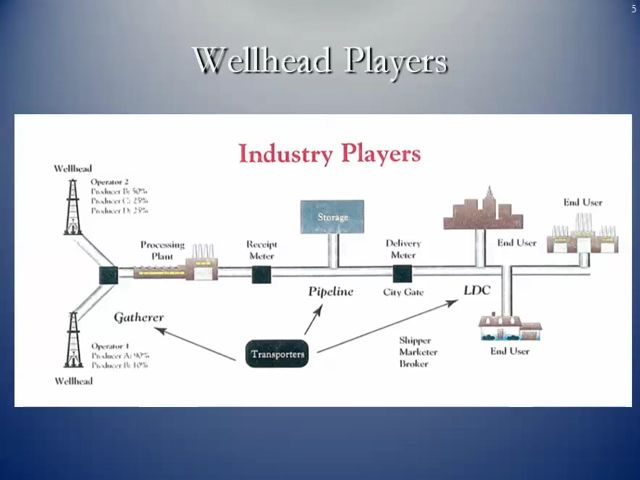 5
Wellhead Players
Industry Players
Wellhead
Operator 2
Producer B: 50%
Producer C: 25%
Producer D: 25%
Processing
Plant
Receipt
Meter
Storage
Delivery
Meter
End User
End User
Gatherer
Pipeline
City Gate
LDC
Operator 1
Producer A: 90%
Producer B: 10%
Wellhead
Transporters
Shipper
Marketer
Broker
End User